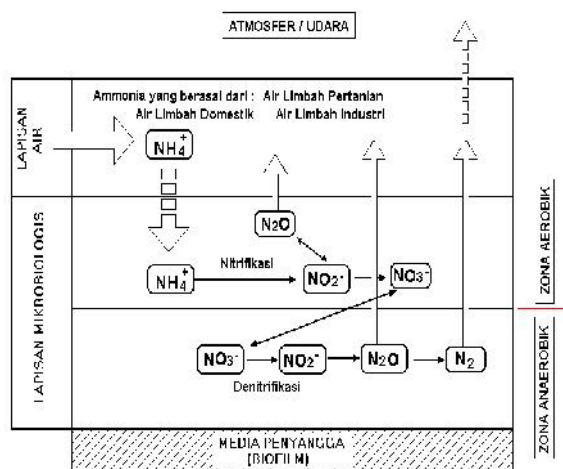 ATMOSFER / UDARA
Ammonia yang berasal dari : Air Limbah Pertanian
Air Limbah Domestik Air Limbah Industri
LAPISAN
AIR
NH4+
N2O
NH4+
Nitrifikasi
NO2-
NO3-
ZONA AEROBIK
LAPISAN MIKROBIOLOGIS
NO3-
NO2-
N2O
N2
Denitrifikasi
ZONA ANAEROBIK
MEDIA PENYANGGA
(BIOFILM)